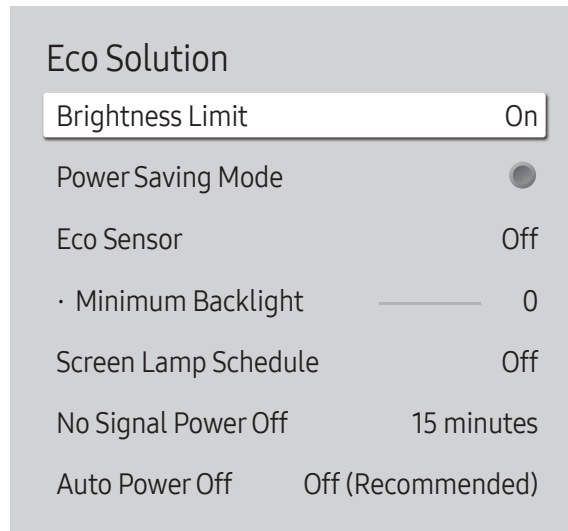 Eco Solution
Brightness Limit On
Power Saving Mode
Eco Sensor Off
· Minimum Backlight 0
Screen Lamp Schedule Off
No Signal Power Off 15 minutes
Auto Power Off Off (Recommended)